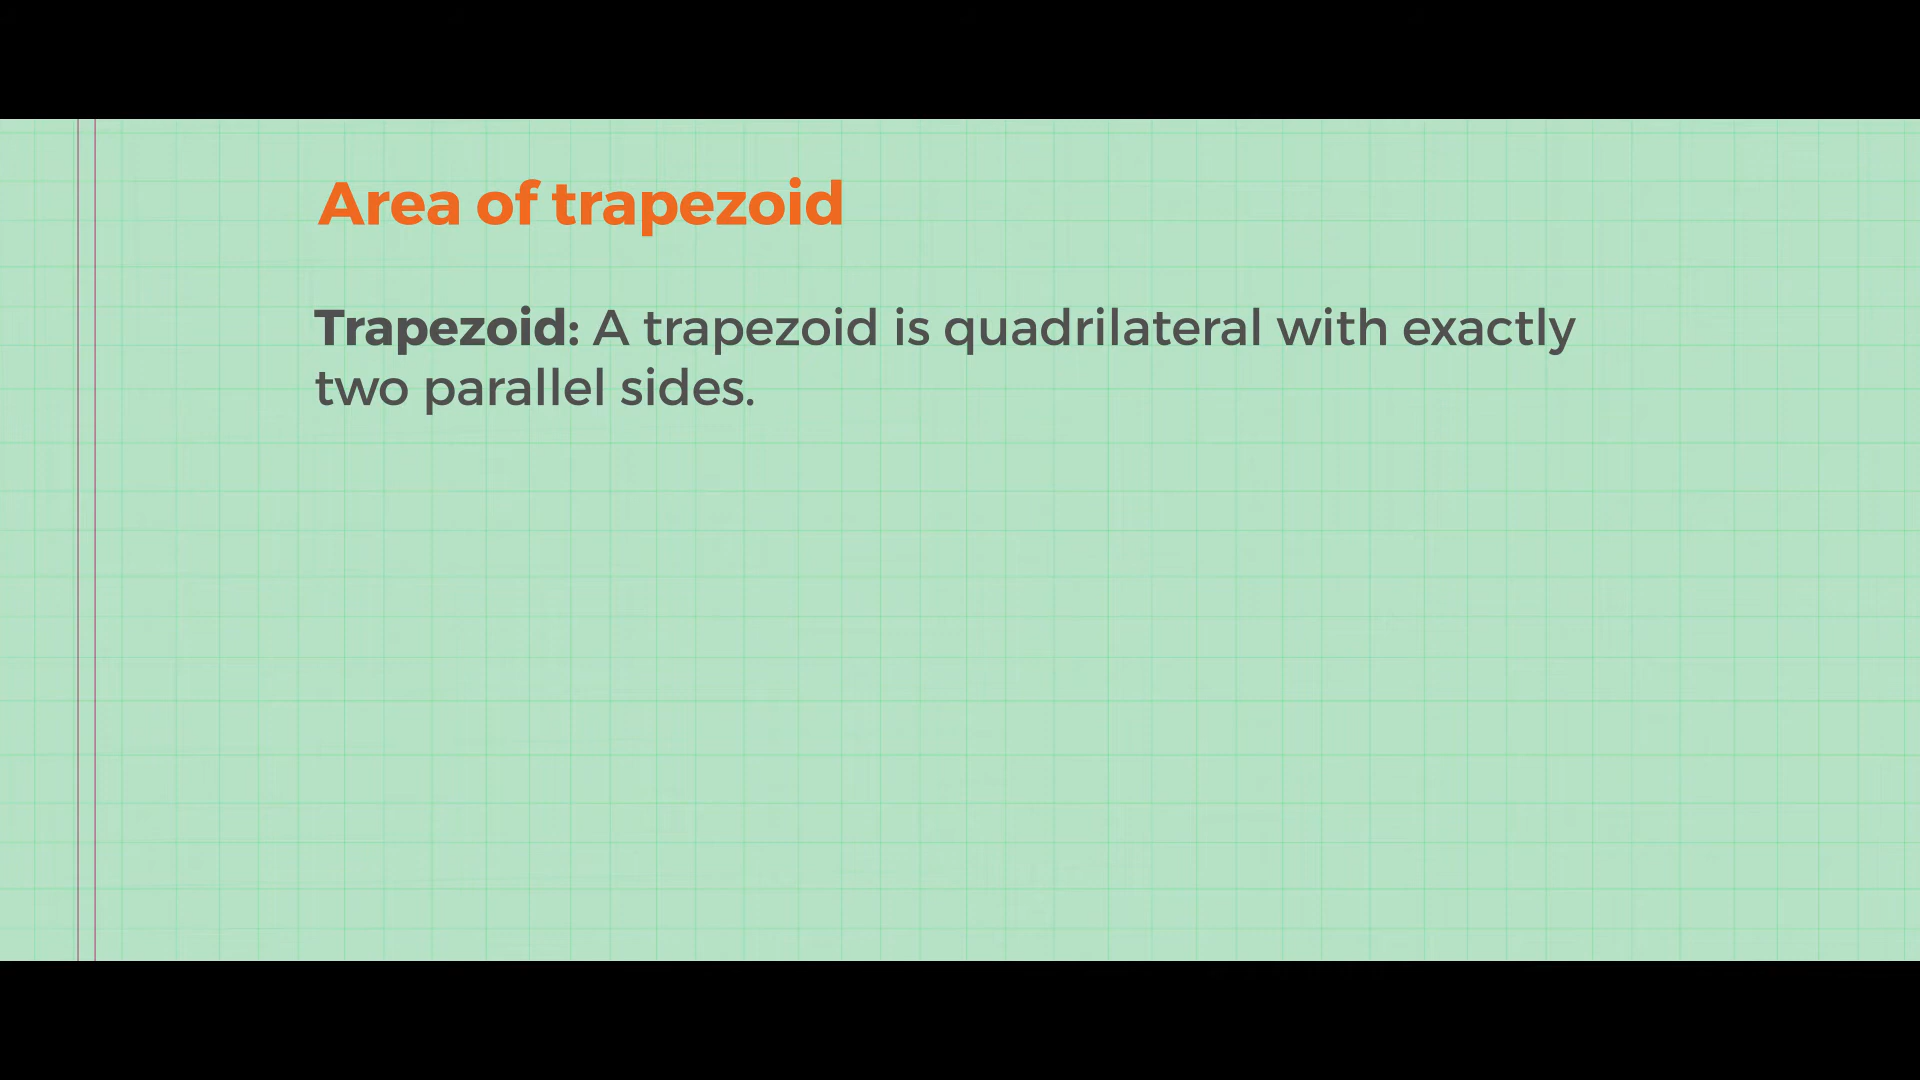 Area of trapezoid
Trapezoid: A trapezoid is quadrilateral with exactly
two parallel sides.